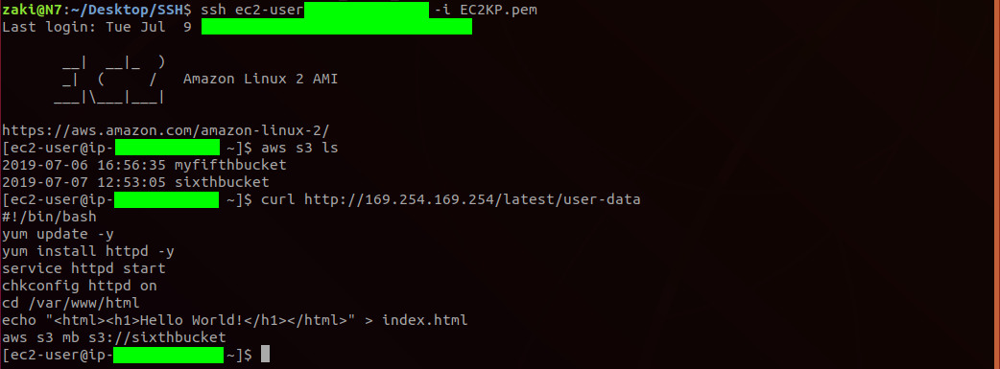 zaki@N7:~/Desktop/SSH$ ssh ec2-user -i EC2KP.pem
Last login: Tue Jul  9
       __|  __|_  )
       _|  (     /   Amazon Linux 2 AMI
      ___|\___|___|
https://aws.amazon.com/amazon-linux-2/
[ec2-user@ip- ~]$ aws s3 ls
2019-07-06 16:56:35 myfifthbucket
2019-07-07 12:53:05 sixthbucket
[ec2-user@ip- ~]$ curl http://169.254.169.254/latest/user-data
#!/bin/bash
yum update -y
yum install httpd -y
service httpd start
chkconfig httpd on
cd /var/www/html
echo "<html><h1>Hello World!</h1></html>" > index.html
aws s3 mb s3://sixthbucket
[ec2-user@ip- ~]$